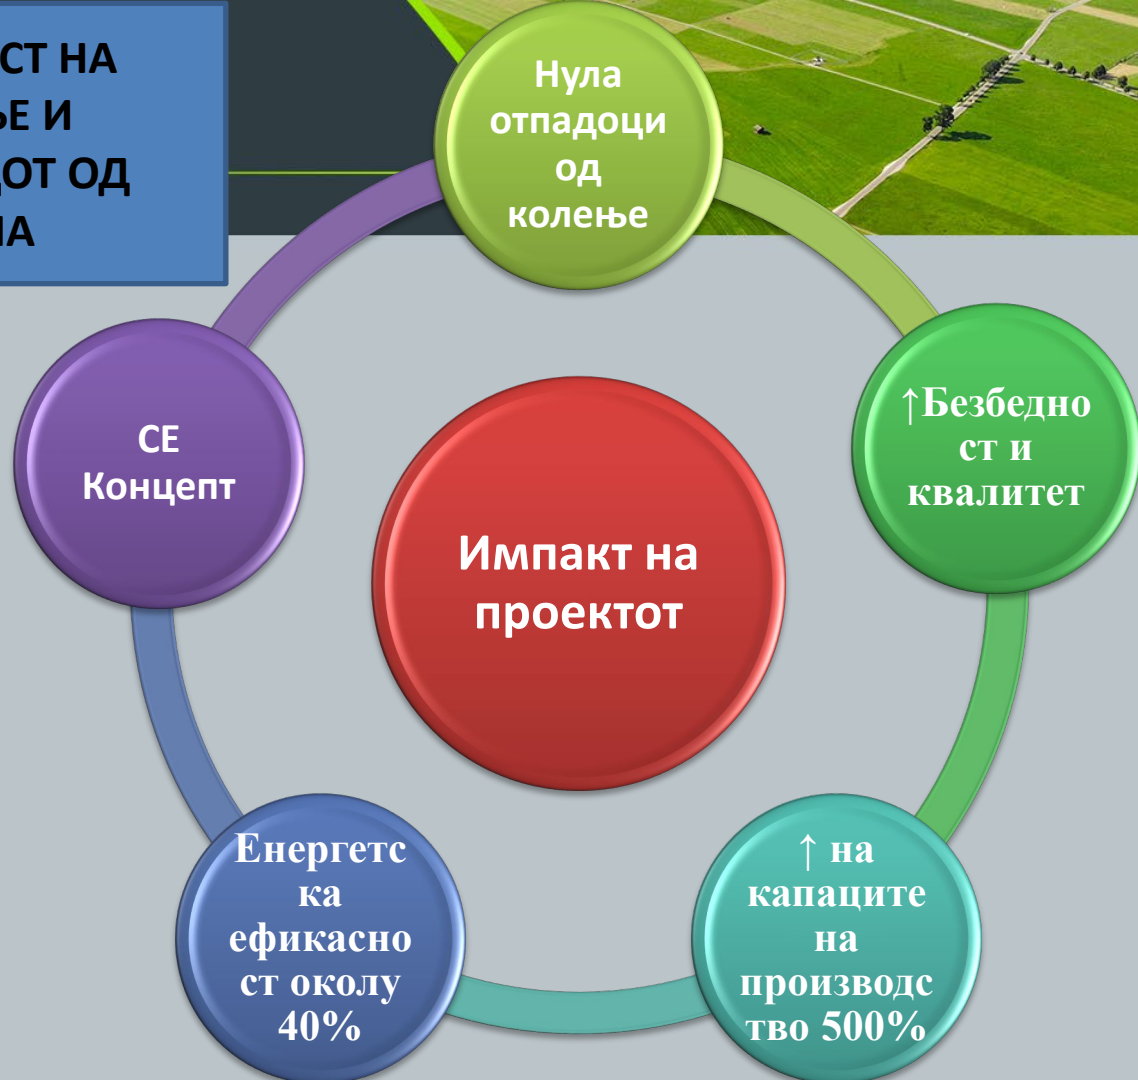 СТ НА
ЊЕ И
ДОТ ОД
НА
Нула
отпадоци
од
колење
↑Безбедно
ст и
квалитет
СЕ
Концепт
Импакт на
проектот
Енергетс
ка
ефикасно
ст околу
40%
↑ на
капаците
на
производс
тво 500%